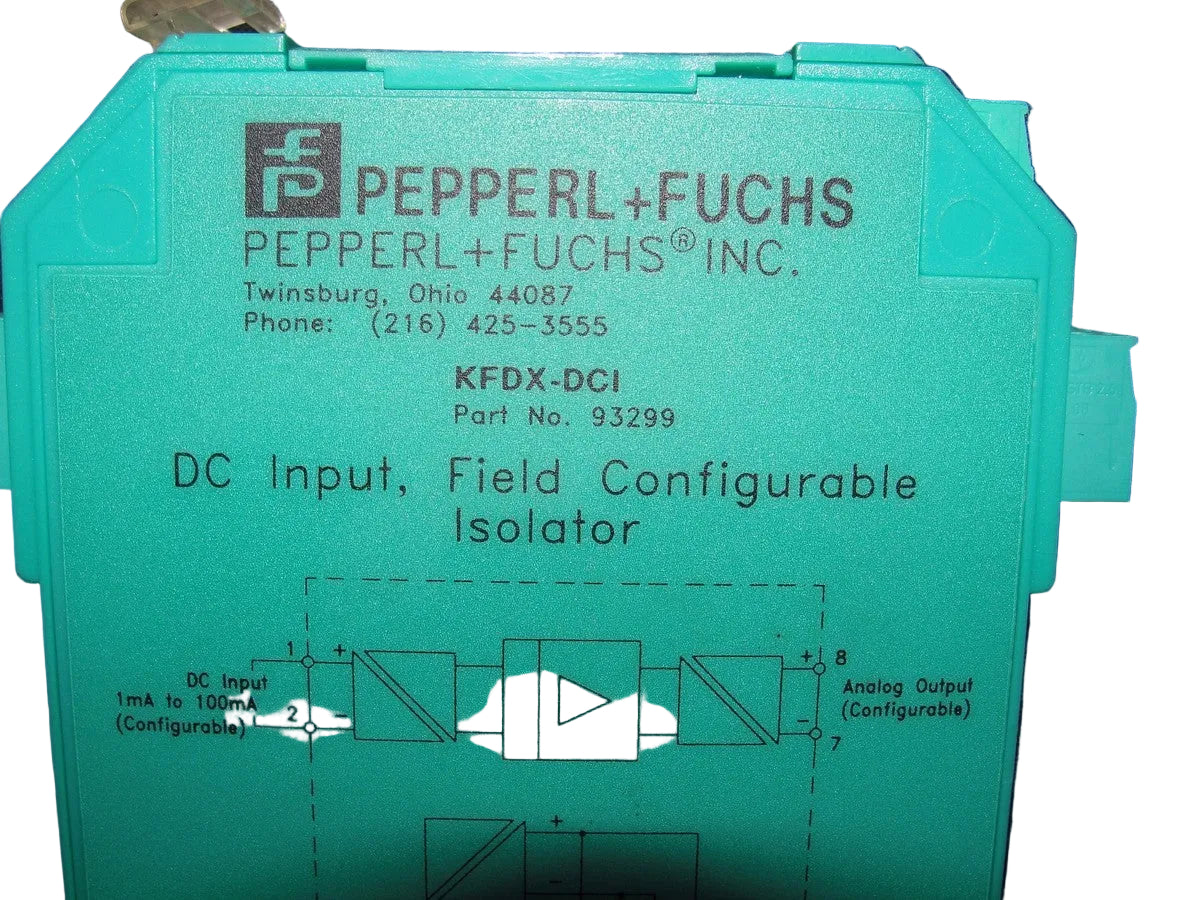 PEPPERL+FUCHS
PEPPERL+FUCHS® INC.
Twinsburg, Ohio 44087
Phone: (216) 425-3555
KFDX-DCI
Part No. 93299
DC Input, Field Configurable
Isolator
1
+
+
8
DC Input
1mA to 100mA
(Configurable)
2
-
Analog Output
(Configurable)
-
7
+
-